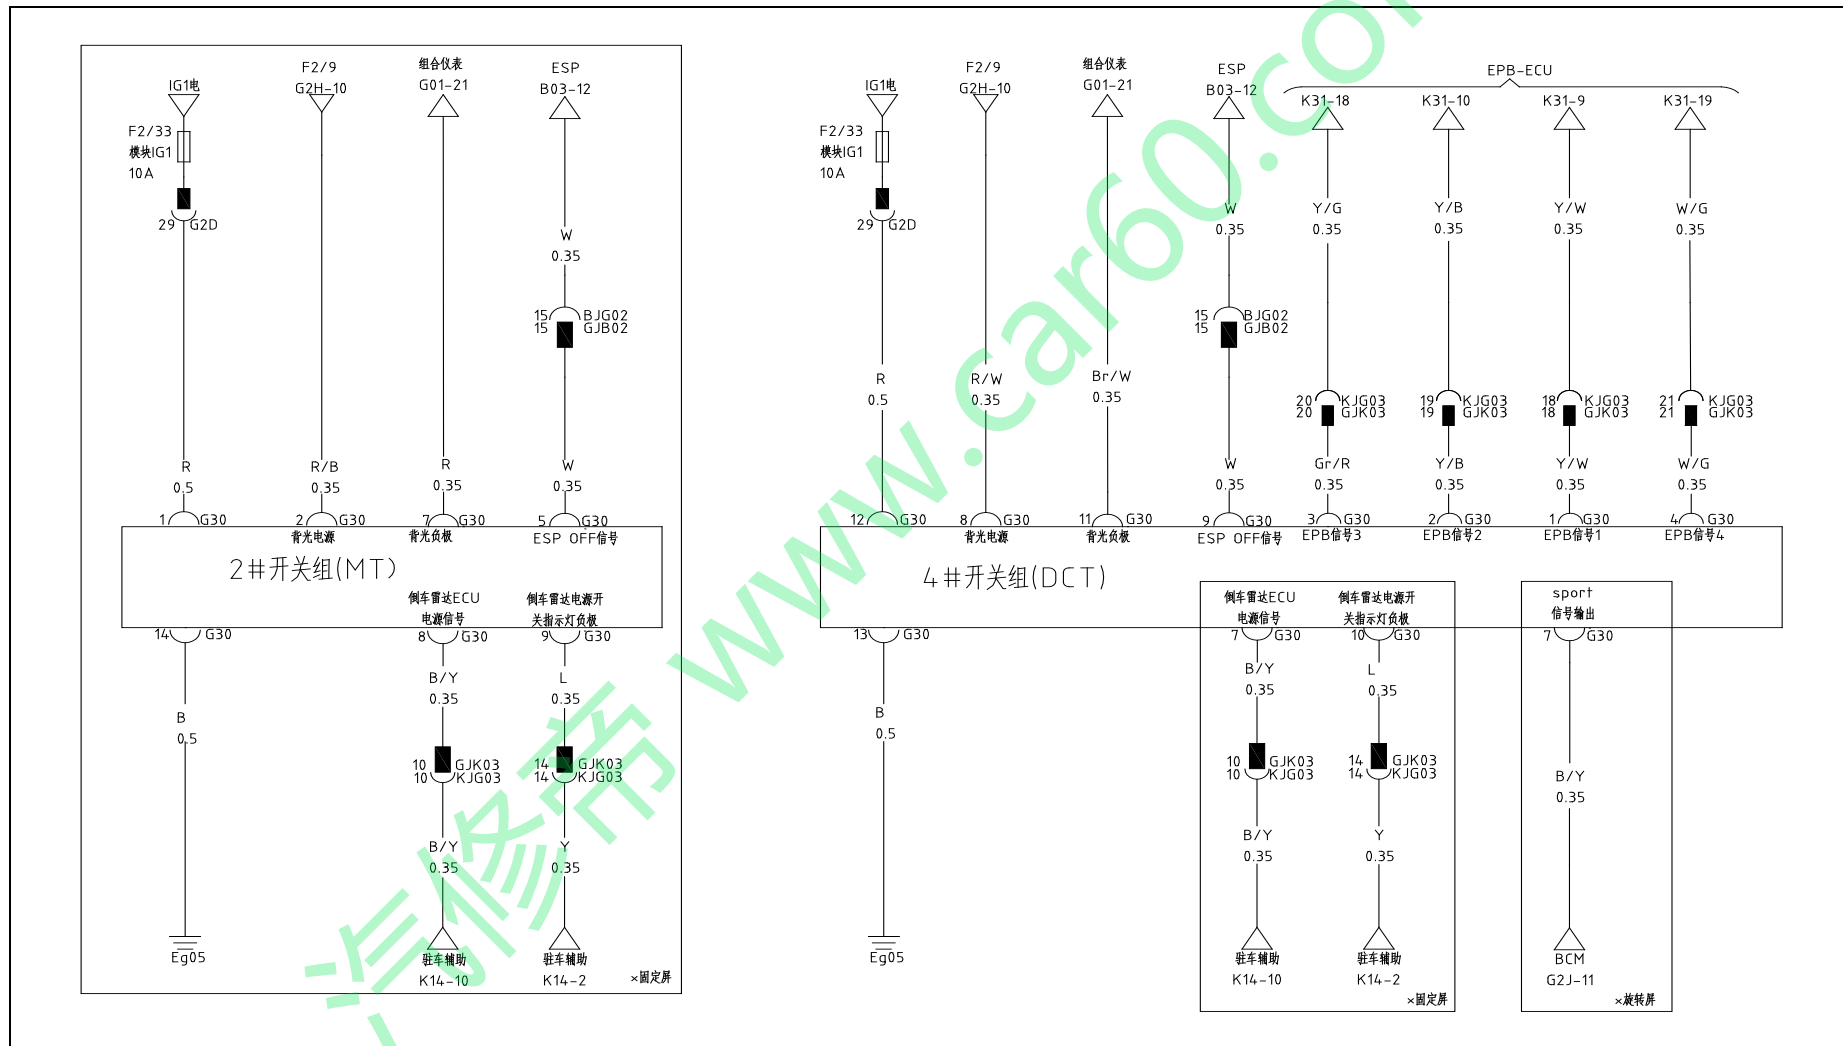 IG1电
F2/33
模块IG1
10A
29 G2D
R
0.5
1 G30
F2/9
G2H-10
R/B
0.35
2 G30
背光电源
组合仪表
G01-21
R
0.35
7 G30
背光负极
ESP
B03-12
W
0.35
15 BJG02
15 GJB02
W
0.35
5 G30
ESP OFF信号
2#开关组(MT)
14 G30
B
0.5
Eg05
倒车雷达ECU
电源信号
8 G30
B/Y
0.35
10 GJK03
10 KJG03
B/Y
0.35
驻车辅助
K14-10
倒车雷达电源开
关指示灯负极
9 G30
L
0.35
14 GJK03
14 KJG03
Y
0.35
驻车辅助
K14-2
×固定屏
IG1电
F2/33
模块IG1
10A
29 G2D
R
0.5
12 G30
F2/9
G2H-10
R/W
0.35
8 G30
背光电源
组合仪表
G01-21
Br/W
0.35
11 G30
背光负极
ESP
B03-12
W
0.35
15 BJG02
15 GJB02
W
0.35
9 G30
ESP OFF信号
EPB-ECU
K31-18
Y/G
0.35
20 KJG03
20 GJK03
Gr/R
0.35
3 G30
EPB信号3
K31-10
Y/B
0.35
19 KJG03
19 GJK03
Y/B
0.35
2 G30
EPB信号2
K31-9
Y/W
0.35
18 KJG03
18 GJK03
Y/W
0.35
1 G30
EPB信号1
K31-19
W/G
0.35
21 KJG03
21 GJK03
W/G
0.35
4 G30
EPB信号4
4#开关组(DCT)
13 G30
B
0.5
Eg05
倒车雷达ECU
电源信号
7 G30
B/Y
0.35
10 GJK03
10 KJG03
B/Y
0.35
驻车辅助
K14-10
倒车雷达电源开
关指示灯负极
10 G30
L
0.35
14 GJK03
14 KJG03
Y
0.35
驻车辅助
K14-2
×固定屏
sport
信号输出
7 G30
B/Y
0.35
BCM
G2J-11
×旋转屏
汽修帝 www.car60.com